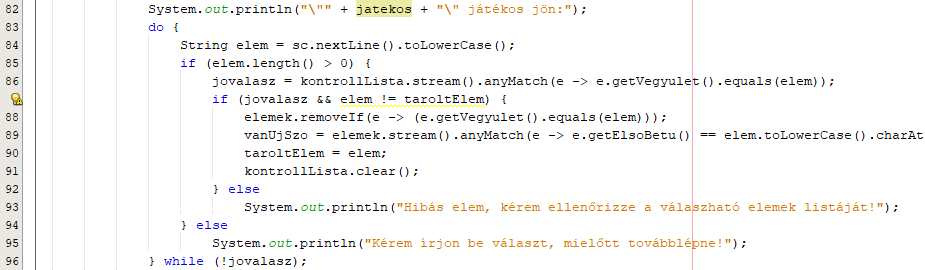 82 System.out.println("\"" + jatekos + "\" játékos jön:");
83 do {
84 String elem = sc.nextLine().toLowerCase();
85 if (elem.length() > 0) {
86 jovalasz = kontrollLista.stream().anyMatch(e -> e.getVegyulet().equals(elem));
if (jovalasz && elem != taroltElem) {
88 elemek.removeIf(e -> (e.getVegyulet().equals(elem)));
89 vanUjSzo = elemek.stream().anyMatch(e -> e.getElsoBetu() == elem.toLowerCase().charAt
90 taroltElem = elem;
91 kontrollLista.clear();
92 } else
93 System.out.println("Hibás elem, kérem ellenőrizze a válaszható elemek listáját!");
94 } else
95 System.out.println("Kérem írjon be választ, mielőtt továbblépne!");
96 } while (!jovalasz);